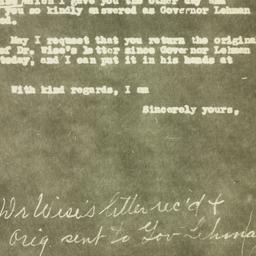 which I gave you the other day and
you so kindly answered as Governor Lehman
ed.
May I request that you return the original
of Dr. Wise's letter since Governor Lehman
today, and I can put it in his hands at
With kind regards, I am
Sincerely yours,
Dr Wise's letter rec'd &
Orig. sent to Gov Lehman